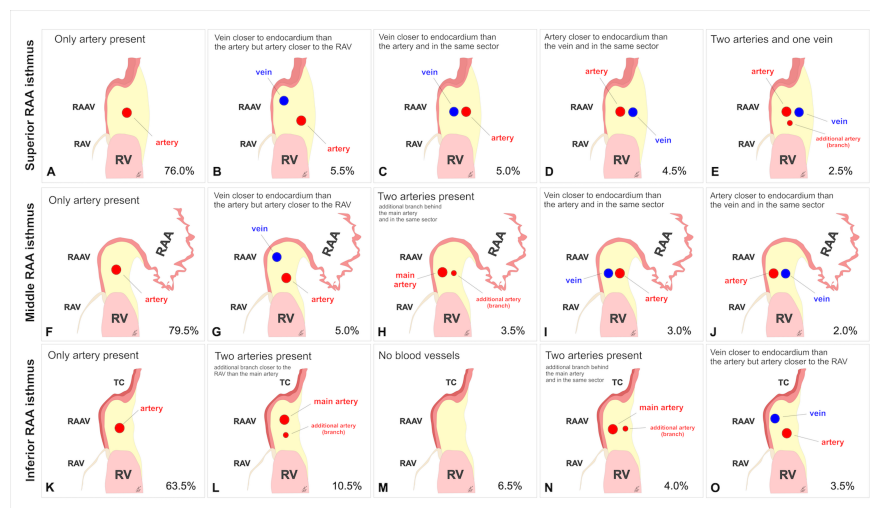 Superior RAA isthmus
Only artery present
RAAV
RAV
artery
RV
A
76.0%
Vein closer to endocardium than
the artery but artery closer to the RAV
vein
RAAV
RAV
artery
RV
B
5.5%
Vein closer to endocardium than
the artery and in the same sector
vein
RAAV
RAV
artery
RV
C
5.0%
Artery closer to endocardium than
the vein and in the same sector
artery
RAAV
RAV
vein
RV
D
4.5%
Two arteries and one vein
artery
RAAV
vein
additional artery
(branch)
RAV
RV
E
2.5%
Middle RAA isthmus
Only artery present
RAA
RAAV
artery
RAV
RV
F
79.5%
Vein closer to endocardium than
the artery but artery closer to the RAV
vein
RAA
RAAV
artery
RAV
RV
G
5.0%
Two arteries present
additional branch behind
the main artery
and in the same sector
RAA
RAAV
main
artery
additional artery
(branch)
RAV
RV
H
3.5%
Vein closer to endocardium than
the artery and in the same sector
RAA
RAAV
vein
artery
RAV
RV
I
3.0%
Artery closer to endocardium than
the vein and in the same sector
RAA
RAAV
artery
vein
RAV
RV
J
2.0%
Inferior RAA isthmus
Only artery present
TC
artery
RAAV
RAV
RV
K
63.5%
Two arteries present
additional branch closer to the
RAV than the main artery
TC
main artery
RAAV
additional artery
(branch)
RAV
RV
L
10.5%
No blood vessels
TC
RAAV
RAV
RV
M
6.5%
Two arteries present
additional branch behind
the main artery
and in the same sector
TC
main artery
RAAV
additional artery
(branch)
RAV
RV
N
4.0%
Vein closer to endocardium than
the artery but artery closer to the RAV
TC
vein
RAAV
artery
RAV
RV
O
3.5%